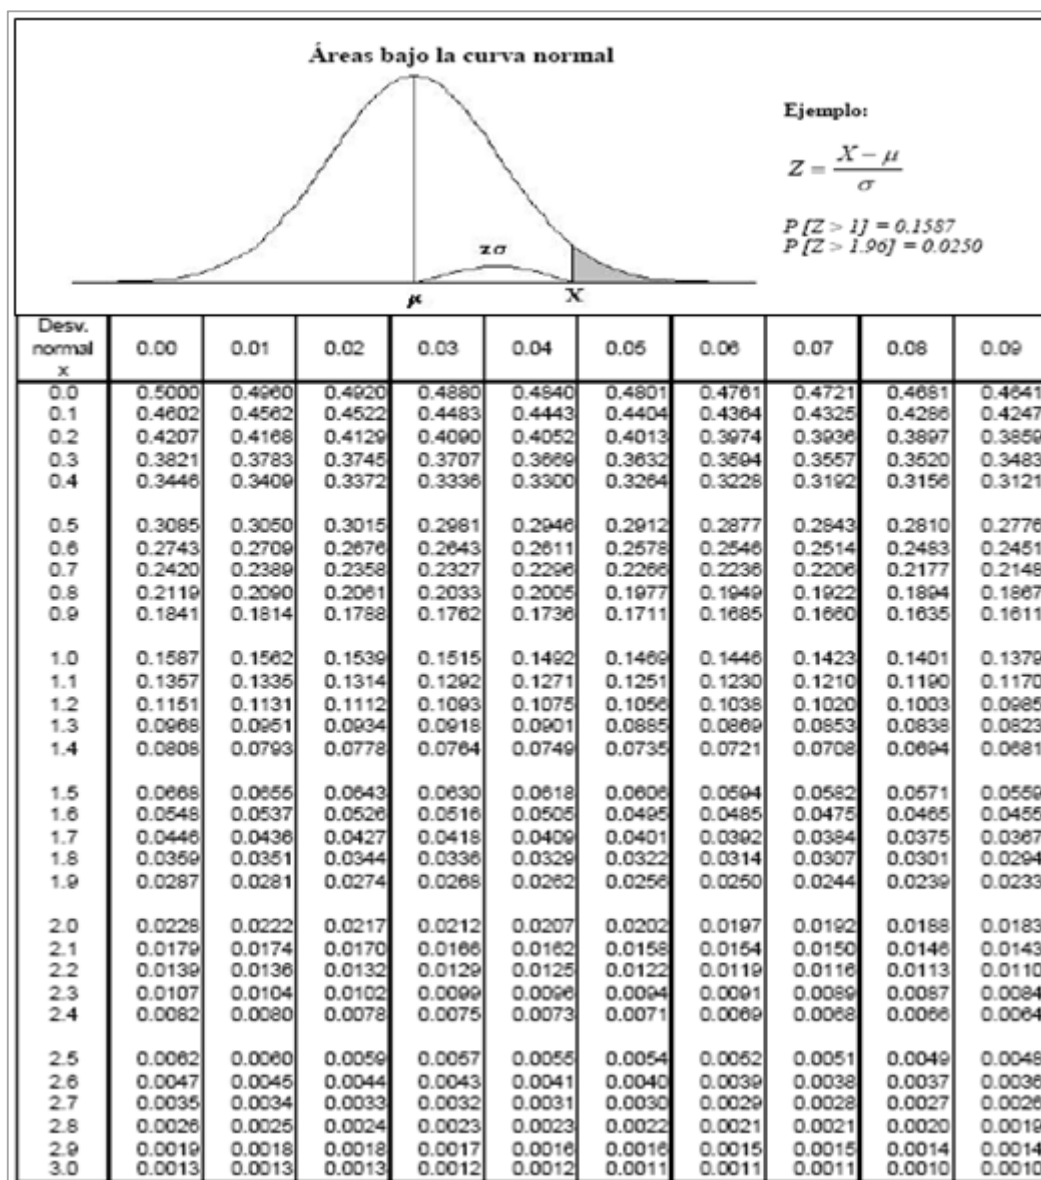 Áreas bajo la curva normal
Ejemplo:
Z = X − μ / σ
P [Z > 1] = 0.1587
P [Z > 1.96] = 0.0250
zσ
μ X
Desv. normal x 0.00 0.01 0.02 0.03 0.04 0.05 0.06 0.07 0.08 0.09
0.0 0.5000 0.4960 0.4920 0.4880 0.4840 0.4801 0.4761 0.4721 0.4681 0.4641
0.1 0.4602 0.4562 0.4522 0.4483 0.4443 0.4404 0.4364 0.4325 0.4286 0.4247
0.2 0.4207 0.4168 0.4129 0.4090 0.4052 0.4013 0.3974 0.3936 0.3897 0.3859
0.3 0.3821 0.3783 0.3745 0.3707 0.3669 0.3632 0.3594 0.3557 0.3520 0.3483
0.4 0.3446 0.3409 0.3372 0.3336 0.3300 0.3264 0.3228 0.3192 0.3156 0.3121
0.5 0.3085 0.3050 0.3015 0.2981 0.2946 0.2912 0.2877 0.2843 0.2810 0.2776
0.6 0.2743 0.2709 0.2676 0.2643 0.2611 0.2578 0.2546 0.2514 0.2483 0.2451
0.7 0.2420 0.2389 0.2358 0.2327 0.2296 0.2266 0.2236 0.2206 0.2177 0.2148
0.8 0.2119 0.2090 0.2061 0.2033 0.2005 0.1977 0.1949 0.1922 0.1894 0.1867
0.9 0.1841 0.1814 0.1788 0.1762 0.1736 0.1711 0.1685 0.1660 0.1635 0.1611
1.0 0.1587 0.1562 0.1539 0.1515 0.1492 0.1469 0.1446 0.1423 0.1401 0.1379
1.1 0.1357 0.1335 0.1314 0.1292 0.1271 0.1251 0.1230 0.1210 0.1190 0.1170
1.2 0.1151 0.1131 0.1112 0.1093 0.1075 0.1056 0.1038 0.1020 0.1003 0.0985
1.3 0.0968 0.0951 0.0934 0.0918 0.0901 0.0885 0.0869 0.0853 0.0838 0.0823
1.4 0.0808 0.0793 0.0778 0.0764 0.0749 0.0735 0.0721 0.0708 0.0694 0.0681
1.5 0.0668 0.0655 0.0643 0.0630 0.0618 0.0606 0.0594 0.0582 0.0571 0.0559
1.6 0.0548 0.0537 0.0526 0.0516 0.0505 0.0495 0.0485 0.0475 0.0465 0.0455
1.7 0.0446 0.0436 0.0427 0.0418 0.0409 0.0401 0.0392 0.0384 0.0375 0.0367
1.8 0.0359 0.0351 0.0344 0.0336 0.0329 0.0322 0.0314 0.0307 0.0301 0.0294
1.9 0.0287 0.0281 0.0274 0.0268 0.0262 0.0256 0.0250 0.0244 0.0239 0.0233
2.0 0.0228 0.0222 0.0217 0.0212 0.0207 0.0202 0.0197 0.0192 0.0188 0.0183
2.1 0.0179 0.0174 0.0170 0.0166 0.0162 0.0158 0.0154 0.0150 0.0146 0.0143
2.2 0.0139 0.0136 0.0132 0.0129 0.0125 0.0122 0.0119 0.0116 0.0113 0.0110
2.3 0.0107 0.0104 0.0102 0.0099 0.0096 0.0094 0.0091 0.0089 0.0087 0.0084
2.4 0.0082 0.0080 0.0078 0.0075 0.0073 0.0071 0.0069 0.0068 0.0066 0.0064
2.5 0.0062 0.0060 0.0059 0.0057 0.0055 0.0054 0.0052 0.0051 0.0049 0.0048
2.6 0.0047 0.0045 0.0044 0.0043 0.0041 0.0040 0.0039 0.0038 0.0037 0.0036
2.7 0.0035 0.0034 0.0033 0.0032 0.0031 0.0030 0.0029 0.0028 0.0027 0.0026
2.8 0.0026 0.0025 0.0024 0.0023 0.0023 0.0022 0.0021 0.0021 0.0020 0.0019
2.9 0.0019 0.0018 0.0018 0.0017 0.0016 0.0016 0.0015 0.0015 0.0014 0.0014
3.0 0.0013 0.0013 0.0013 0.0012 0.0012 0.0011 0.0011 0.0011 0.0010 0.0010